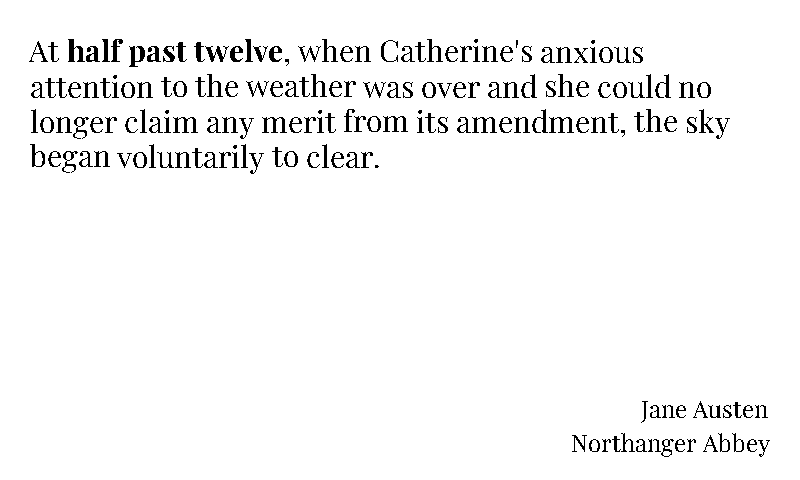 At half past twelve, when Catherine's anxious
attention to the weather was over and she could no
longer claim any merit from its amendment, the sky
began voluntarily to clear.
Jane Austen
Northanger Abbey